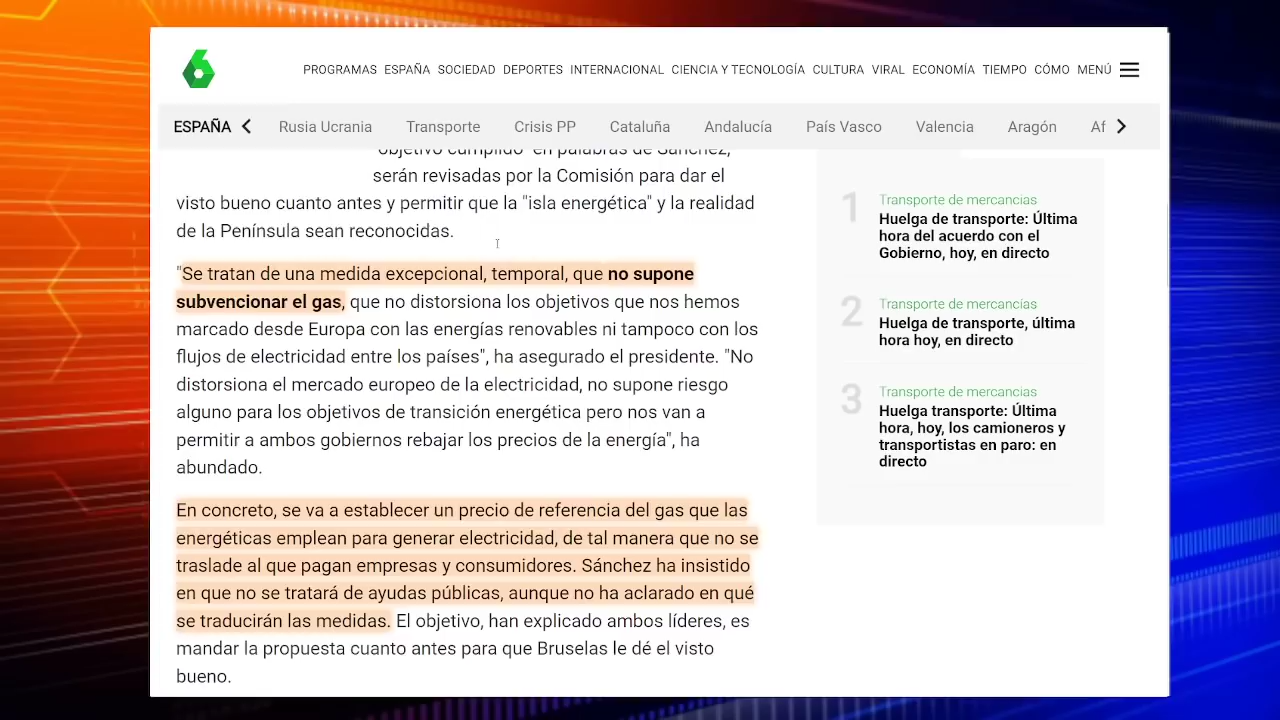 PROGRAMAS ESPAÑA SOCIEDAD DEPORTES INTERNACIONAL CIENCIA Y TECNOLOGÍA CULTURA VIRAL ECONOMÍA TIEMPO CÓMO MENÚ
ESPAÑA Rusia Ucrania Transporte Crisis PP Cataluña Andalucía País Vasco Valencia Aragón Af
objetivo cumplido" en palabras de Sánchez,
serán revisadas por la Comisión para dar el
visto bueno cuanto antes y permitir que la "isla energética" y la realidad
de la Península sean reconocidas.
"Se tratan de una medida excepcional, temporal, que no supone
subvencionar el gas, que no distorsiona los objetivos que nos hemos
marcado desde Europa con las energías renovables ni tampoco con los
flujos de electricidad entre los países", ha asegurado el presidente. "No
distorsiona el mercado europeo de la electricidad, no supone riesgo
alguno para los objetivos de transición energética pero nos van a
permitir a ambos gobiernos rebajar los precios de la energía", ha
abundado.
En concreto, se va a establecer un precio de referencia del gas que las
energéticas emplean para generar electricidad, de tal manera que no se
traslade al que pagan empresas y consumidores. Sánchez ha insistido
en que no se tratará de ayudas públicas, aunque no ha aclarado en qué
se traducirán las medidas. El objetivo, han explicado ambos líderes, es
mandar la propuesta cuanto antes para que Bruselas le dé el visto
bueno.
1 Transporte de mercancias
Huelga de transporte: Última
hora del acuerdo con el
Gobierno, hoy, en directo
2 Transporte de mercancías
Huelga de transporte, última
hora hoy, en directo
3 Transporte de mercancias
Huelga transporte: Última
hora, hoy, los camioneros y
transportistas en paro: en
directo